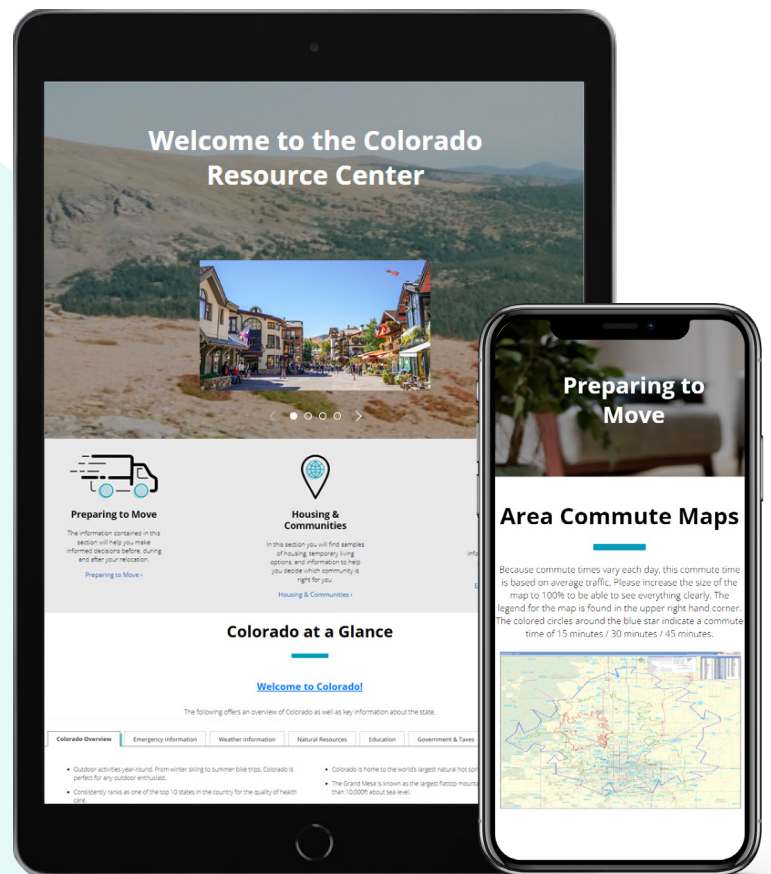 Welcome to the Colorado
Resource Center
Preparing to Move
The information contained in this
section will help you make
informed decisions before, during
and after your relocation.
Preparing to Move ›
Housing &
Communities
In this section you will find samples
of housing, temporary living
options, and information to help
you decide which community is
right for you
Housing & Communities ›
Colorado at a Glance
Welcome to Colorado!
The following offers an overview of Colorado as well as key information about the state.
Colorado Overview
Emergency Information
Weather Information
Natural Resources
Education
Government & Taxes
• Outdoor activities year-round. From winter skiing to summer bike trips, Colorado is
perfect for any outdoor enthusiast.
• Consistently ranks as one of the top 10 states in the country for the quality of health
care.
• Colorado is home to the world's largest natural hot
• The Grand Mesa is known as the largest flattop
than 10,000ft about sea level.
Preparing to
Move
Area Commute Maps
Because commute times vary each day, this commute time
is based on average traffic. Please increase the size of the
map to 100% to be able to see everything clearly. The
legend for the map is found in the upper right hand corner.
The colored circles around the blue star indicate a commute
time of 15 minutes / 30 minutes / 45 minutes.